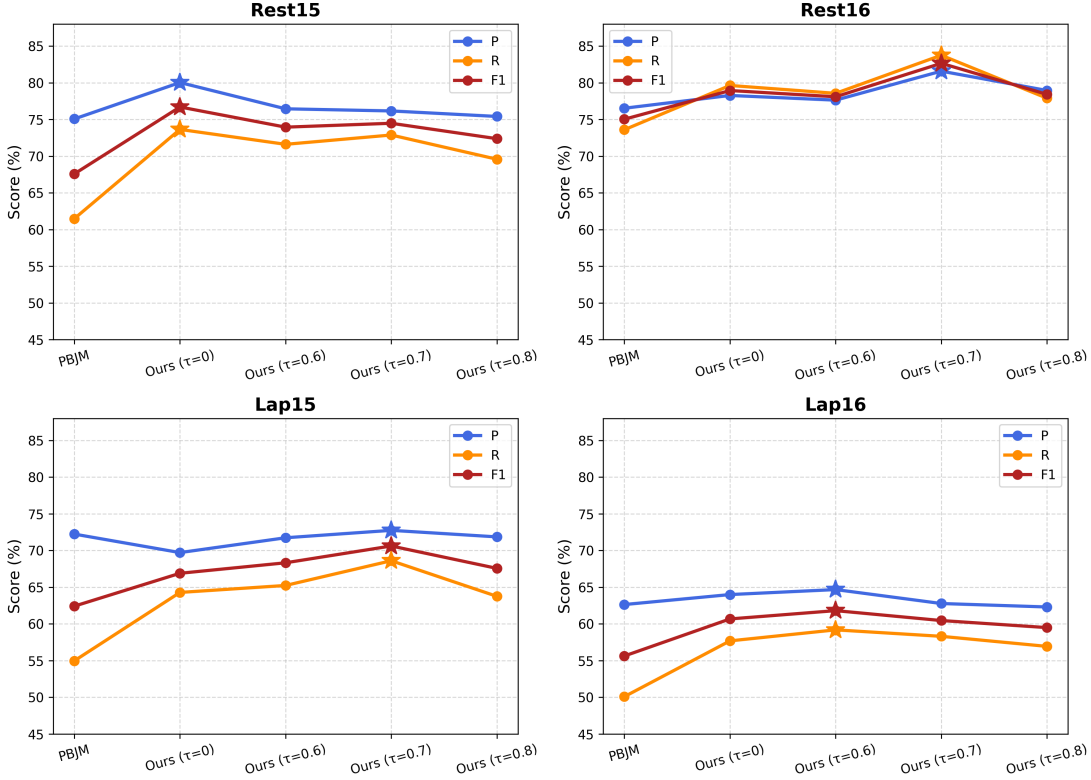 Rest15
Score (%)
85
80
75
70
65
60
55
50
45
P
R
F1
PBJM
Ours (τ=0)
Ours (τ=0.6)
Ours (τ=0.7)
Ours (τ=0.8)
Rest16
Score (%)
85
80
75
70
65
60
55
50
45
P
R
F1
PBJM
Ours (τ=0)
Ours (τ=0.6)
Ours (τ=0.7)
Ours (τ=0.8)
Lap15
Score (%)
85
80
75
70
65
60
55
50
45
P
R
F1
PBJM
Ours (τ=0)
Ours (τ=0.6)
Ours (τ=0.7)
Ours (τ=0.8)
Lap16
Score (%)
85
80
75
70
65
60
55
50
45
P
R
F1
PBJM
Ours (τ=0)
Ours (τ=0.6)
Ours (τ=0.7)
Ours (τ=0.8)